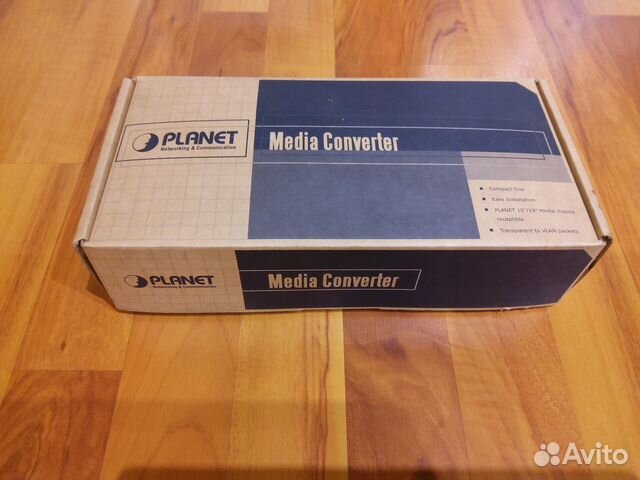 PLANET
Networking & Communication
Media Converter
Compact Size
Easy Installation
PLANET 10"/19" Media chassis
receptible
Transparent to VLAN packets
PLANET
Networking & Communication
Media Converter
Avito